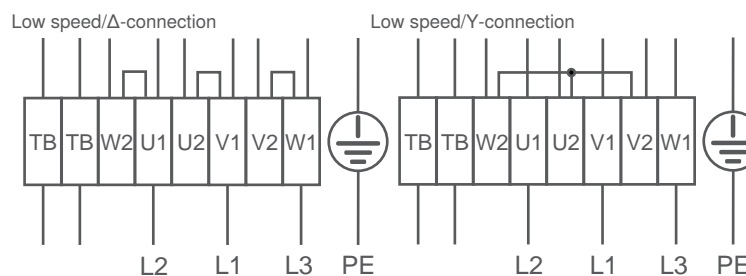 Low speed/Δ-connection
Low speed/Y-connection
TB TB W2 U1 U2 V1 V2 W1
TB TB W2 U1 U2 V1 V2 W1
L2 L1 L3 PE
L2 L1 L3 PE